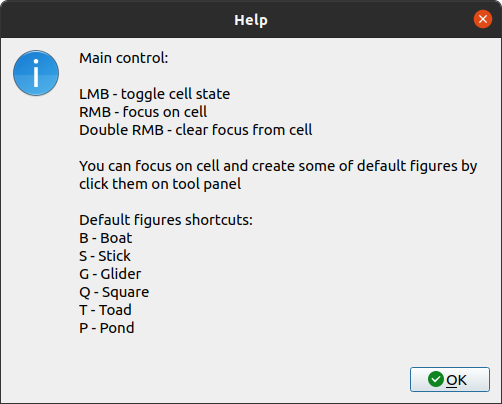 Help
Main control:
LMB - toggle cell state
RMB - focus on cell
Double RMB - clear focus from cell
You can focus on cell and create some of default figures by
click them on tool panel
Default figures shortcuts:
B - Boat
S - Stick
G - Glider
Q - Square
T - Toad
P - Pond
OK